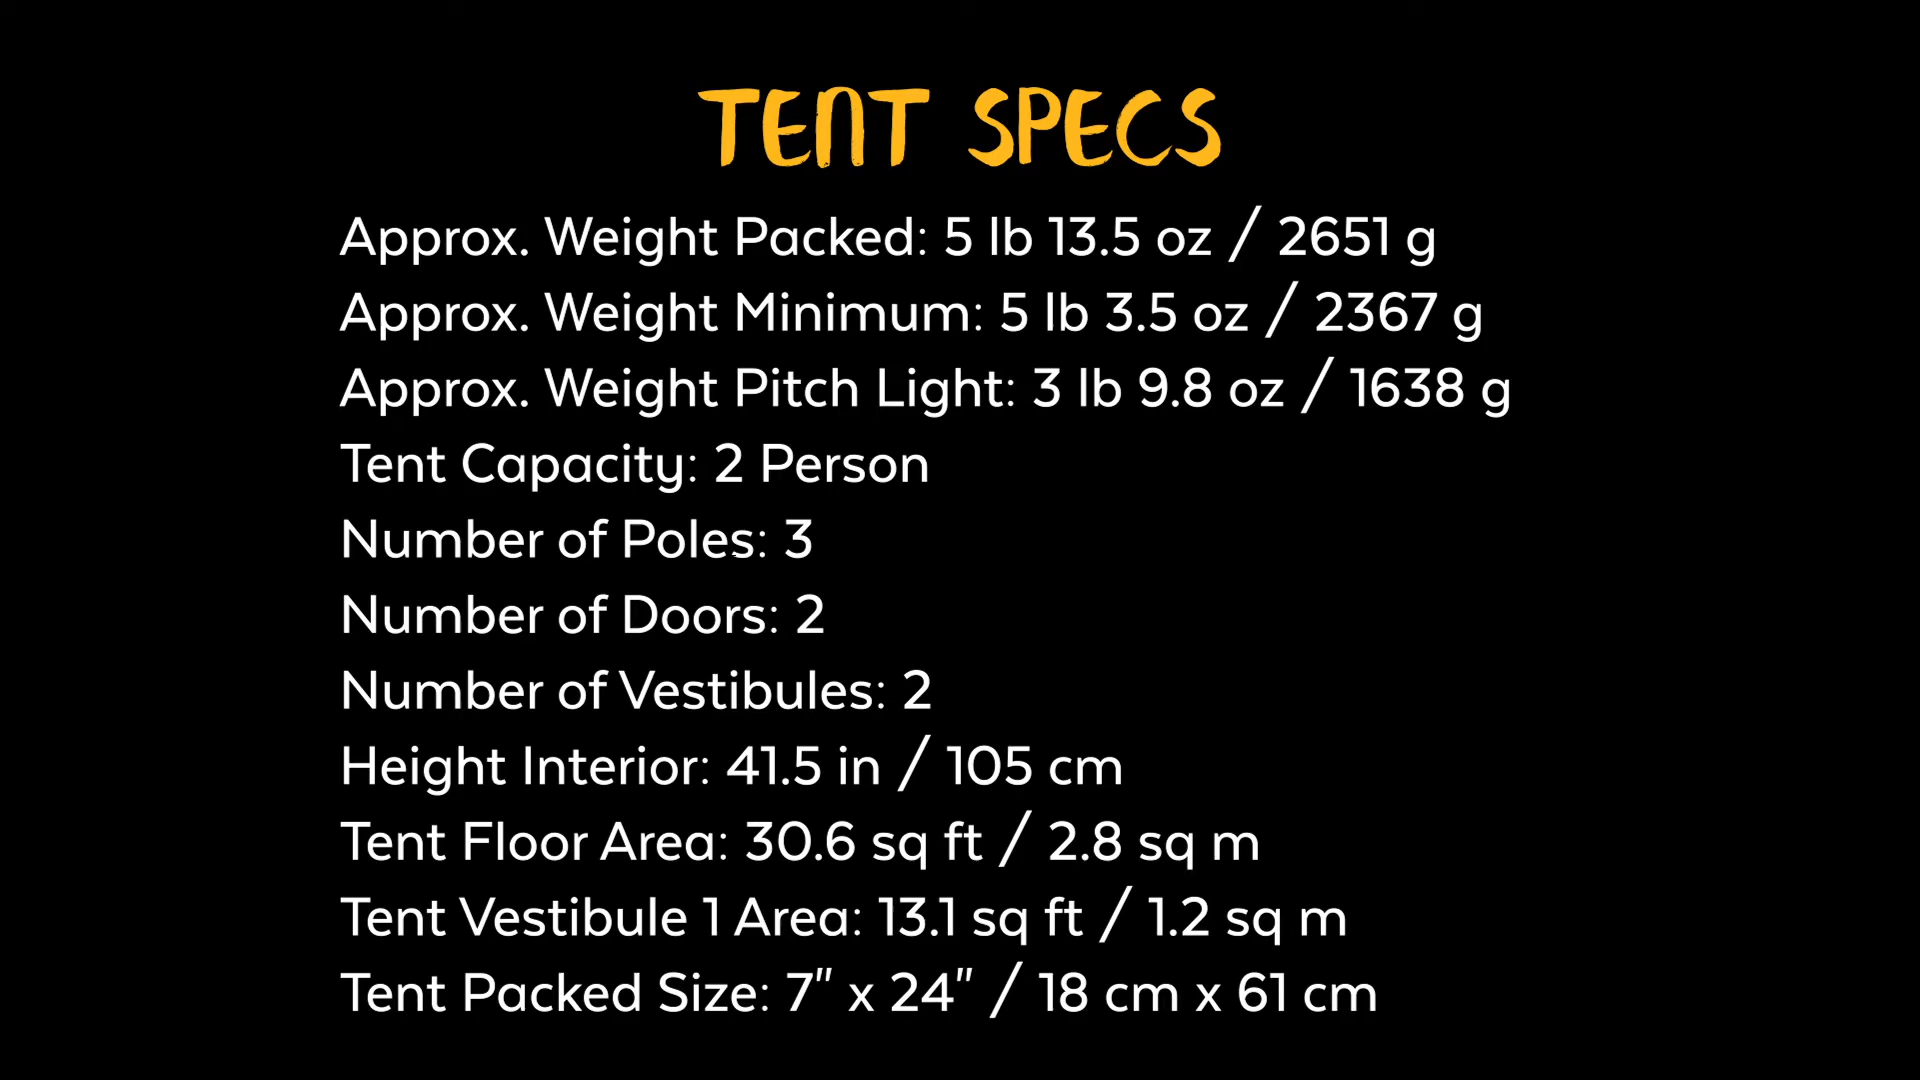 TENT SPECS
Approx. Weight Packed: 5 lb 13.5 oz / 2651 g
Approx. Weight Minimum: 5 lb 3.5 oz / 2367 g
Approx. Weight Pitch Light: 3 lb 9.8 oz / 1638 g
Tent Capacity: 2 Person
Number of Poles: 3
Number of Doors: 2
Number of Vestibules: 2
Height Interior: 41.5 in / 105 cm
Tent Floor Area: 30.6 sq ft / 2.8 sq m
Tent Vestibule 1 Area: 13.1 sq ft / 1.2 sq m
Tent Packed Size: 7" x 24" / 18 cm x 61 cm